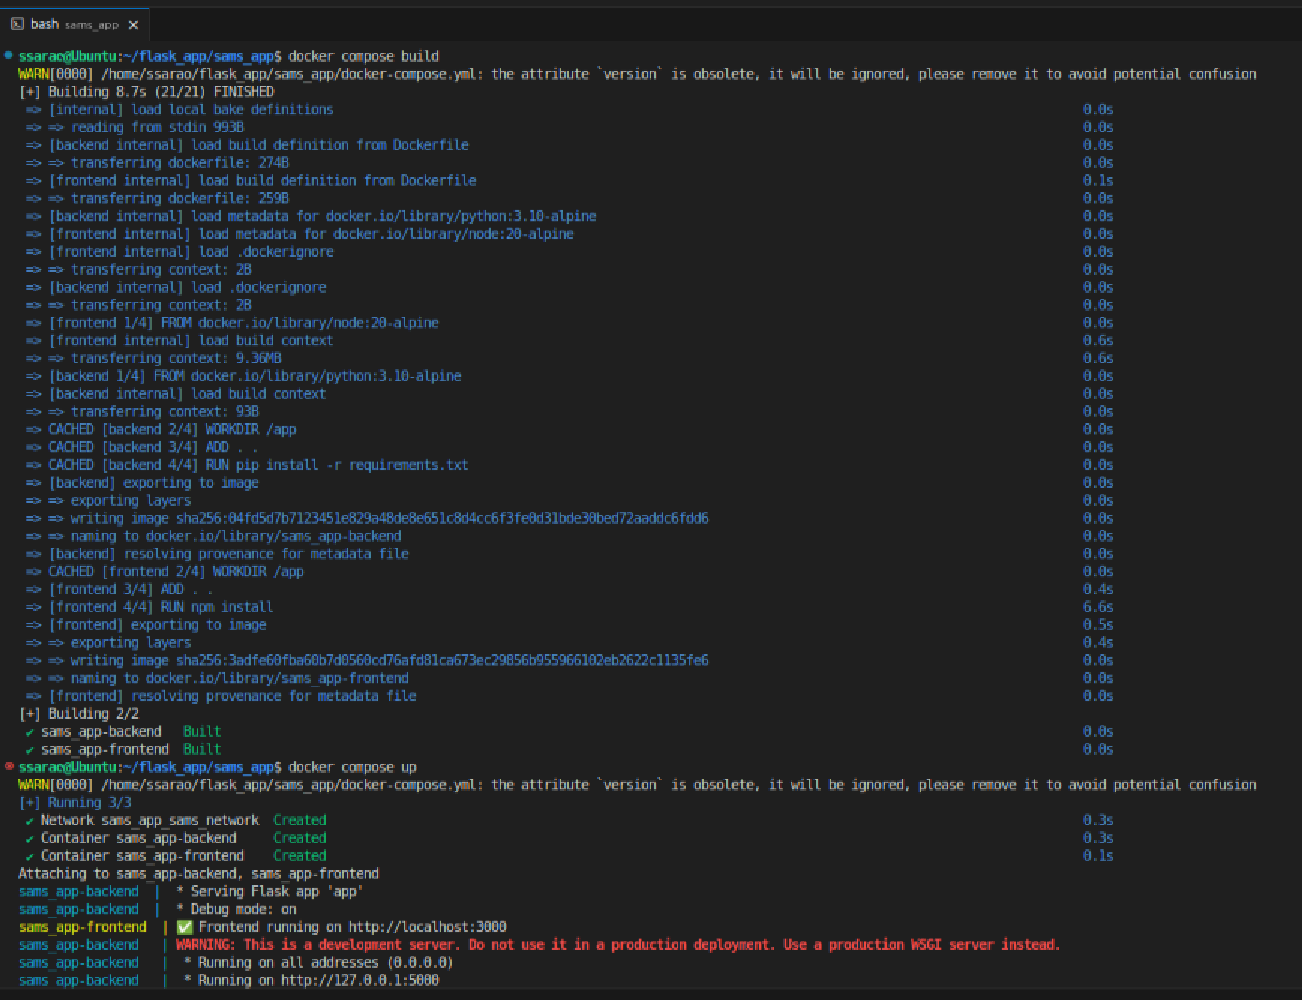 bash sams_app
ssarao@Ubuntu:~/flask_app/sams_app$ docker compose build
WARN[0000] /home/ssarao/flask_app/sams_app/docker-compose.yml: the attribute `version` is obsolete, it will be ignored, please remove it to avoid potential confusion
[+] Building 8.7s (21/21) FINISHED
=> [internal] load local bake definitions 0.0s
=> => reading from stdin 993B 0.0s
=> [backend internal] load build definition from Dockerfile 0.0s
=> => transferring dockerfile: 274B 0.0s
=> [frontend internal] load build definition from Dockerfile 0.1s
=> => transferring dockerfile: 259B 0.0s
=> [backend internal] load metadata for docker.io/library/python:3.10-alpine 0.0s
=> [frontend internal] load metadata for docker.io/library/node:20-alpine 0.0s
=> [frontend internal] load .dockerignore 0.0s
=> => transferring context: 2B 0.0s
=> [backend internal] load .dockerignore 0.0s
=> => transferring context: 2B 0.0s
=> [frontend 1/4] FROM docker.io/library/node:20-alpine 0.0s
=> [frontend internal] load build context 0.6s
=> => transferring context: 9.36MB 0.6s
=> [backend 1/4] FROM docker.io/library/python:3.10-alpine 0.0s
=> [backend internal] load build context 0.0s
=> => transferring context: 93B 0.0s
=> CACHED [backend 2/4] WORKDIR /app 0.0s
=> CACHED [backend 3/4] ADD . . 0.0s
=> CACHED [backend 4/4] RUN pip install -r requirements.txt 0.0s
=> [backend] exporting to image 0.0s
=> => exporting layers 0.0s
=> => writing image sha256:04fd5d7b7123451e829a48de8e651c8d4cc6f3fe0d31bde30bed72aaddc6fdd6 0.0s
=> => naming to docker.io/library/sams_app-backend 0.0s
=> [backend] resolving provenance for metadata file 0.0s
=> CACHED [frontend 2/4] WORKDIR /app 0.0s
=> [frontend 3/4] ADD . . 0.4s
=> [frontend 4/4] RUN npm install 6.6s
=> [frontend] exporting to image 0.5s
=> => exporting layers 0.4s
=> => writing image sha256:3adfe60fba60b7d0560cd76afd81ca673ec29856b955966102eb2622c1135fe6 0.0s
=> => naming to docker.io/library/sams_app-frontend 0.0s
=> [frontend] resolving provenance for metadata file 0.0s
[+] Building 2/2
✔ sams_app-backend Built 0.0s
✔ sams_app-frontend Built 0.0s
ssarao@Ubuntu:~/flask_app/sams_app$ docker compose up
WARN[0000] /home/ssarao/flask_app/sams_app/docker-compose.yml: the attribute `version` is obsolete, it will be ignored, please remove it to avoid potential confusion
[+] Running 3/3
✔ Network sams_app_sams_network Created 0.3s
✔ Container sams_app-backend Created 0.3s
✔ Container sams_app-frontend Created 0.1s
Attaching to sams_app-backend, sams_app-frontend
sams_app-backend | * Serving Flask app 'app'
sams_app-backend | * Debug mode: on
sams_app-frontend | ✅ Frontend running on http://localhost:3000
sams_app-backend | WARNING: This is a development server. Do not use it in a production deployment. Use a production WSGI server instead.
sams_app-backend | * Running on all addresses (0.0.0.0)
sams_app-backend | * Running on http://127.0.0.1:5000